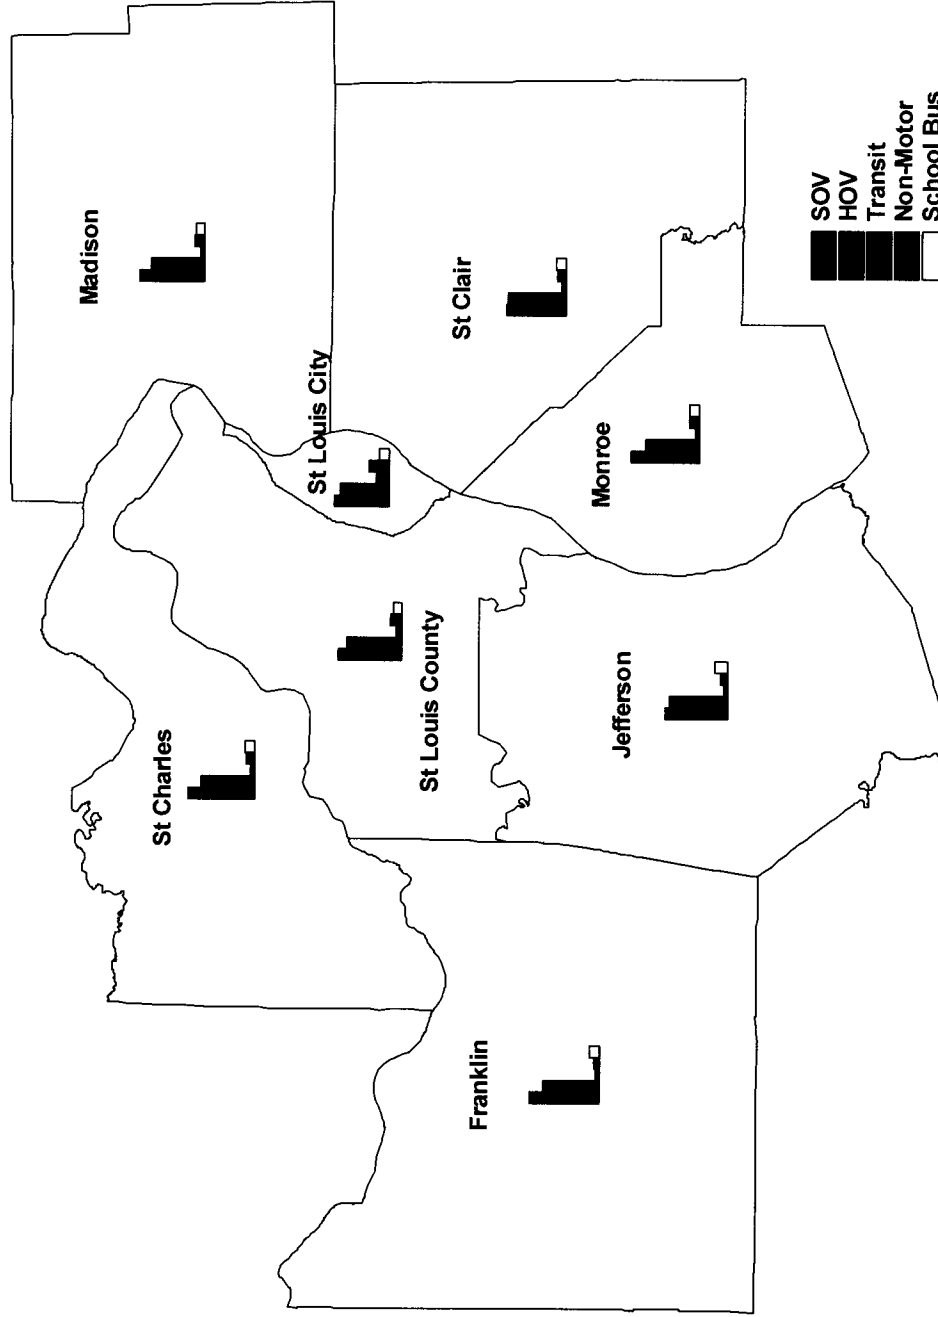 Madison
St Charles
St Louis City
St Louis County
St Clair
Franklin
Monroe
Jefferson
SOV
HOV
Transit
Non-Motor
School Bus